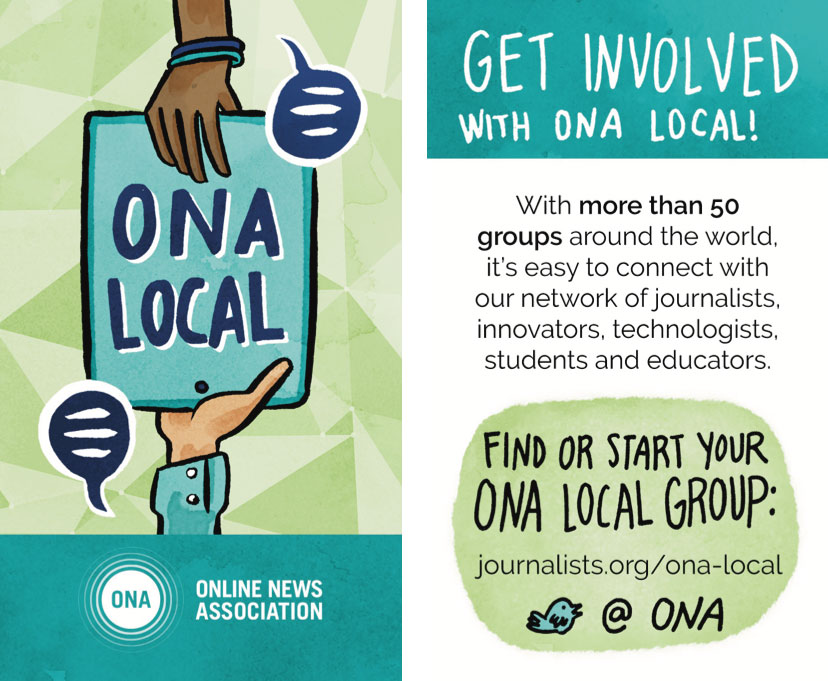 ONA
LOCAL
ONA
ONLINE NEWS
ASSOCIATION
GET INVOLVED
WITH ONA LOCAL!
With more than 50
groups around the world,
it's easy to connect with
our network of journalists,
innovators, technologists,
students and educators.
FIND OR START YOUR
ONA LOCAL GROUP:
journalists.org/ona-local
@ ONA